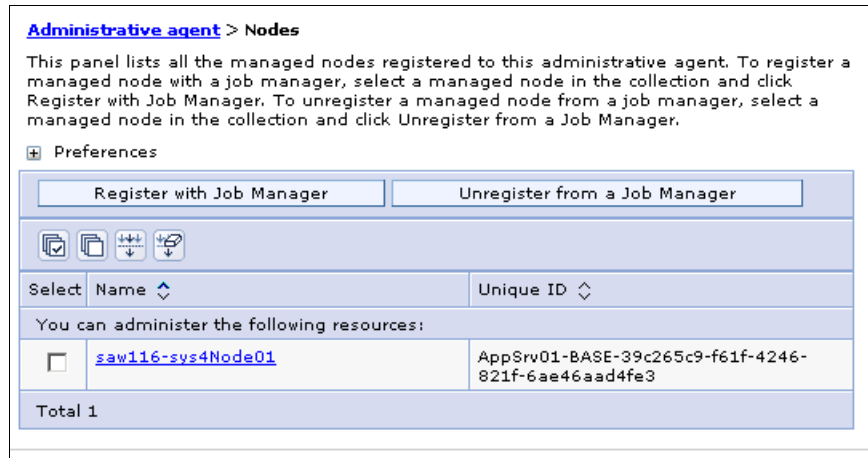 Administrative agent > Nodes
This panel lists all the managed nodes registered to this administrative agent. To register a
managed node with a job manager, select a managed node in the collection and click
Register with Job Manager. To unregister a managed node from a job manager, select a
managed node in the collection and click Unregister from a Job Manager.
Preferences
Register with Job Manager Unregister from a Job Manager
Select Name Unique ID
You can administer the following resources:
saw116-sys4Node01 AppSrv01-BASE-39c265c9-f61f-4246-
821f-6ae46aad4fe3
Total 1